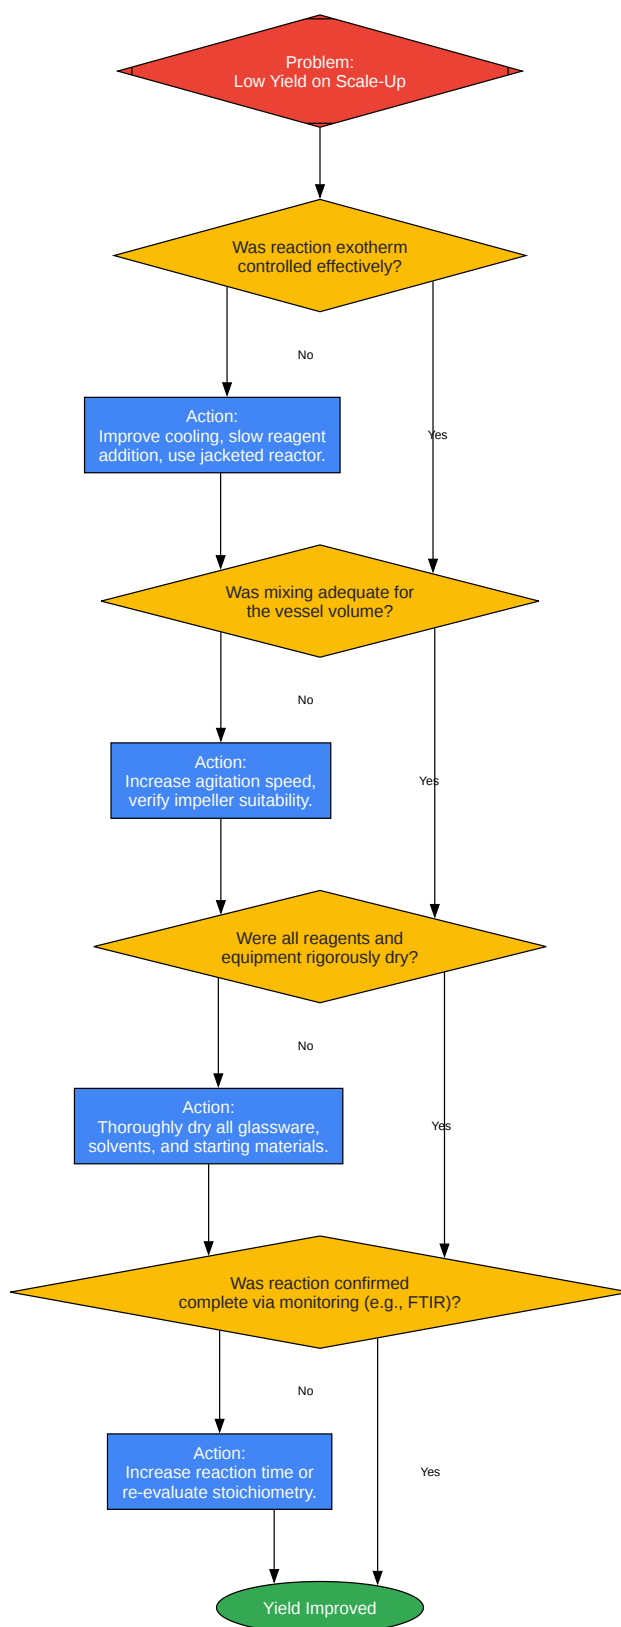 Problem:
Low Yield on Scale-Up
Was reaction exotherm
controlled effectively?
No
Action:
Improve cooling, slow reagent
addition, use jacketed reactor.
Yes
Was mixing adequate for
the vessel volume?
No
Action:
Increase agitation speed,
verify impeller suitability.
Yes
Were all reagents and
equipment rigorously dry?
No
Action:
Thoroughly dry all glassware,
solvents, and starting materials.
Yes
Was reaction confirmed
complete via monitoring (e.g., FTIR)?
No
Action:
Increase reaction time or
re-evaluate stoichiometry.
Yes
Yield Improved